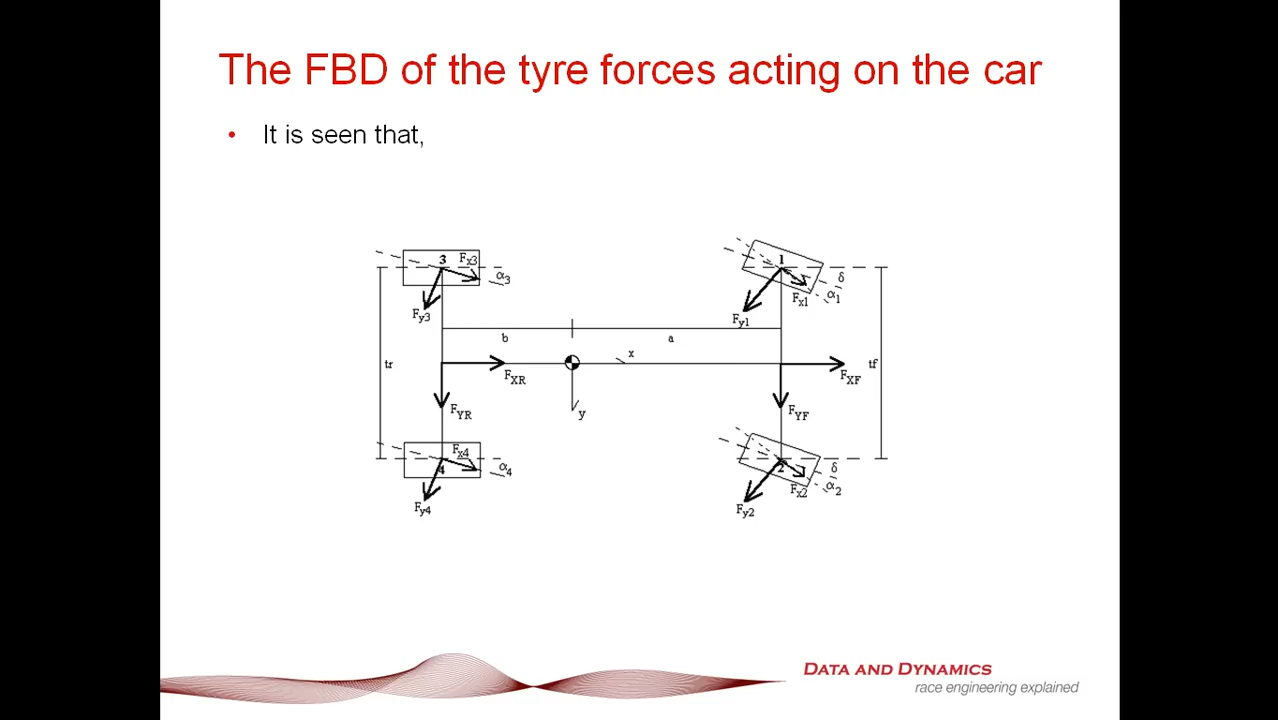 The FBD of the tyre forces acting on the car
• It is seen that,
3 Fx3 α3
1 δ
Fx1 α1
Fy3
Fy1
b a
tr x tf
FXR FXF
FYR y FYF
Fx4 α4
4
2 δ
Fx2 α2
Fy4 Fy2
DATA AND DYNAMICS
race engineering explained